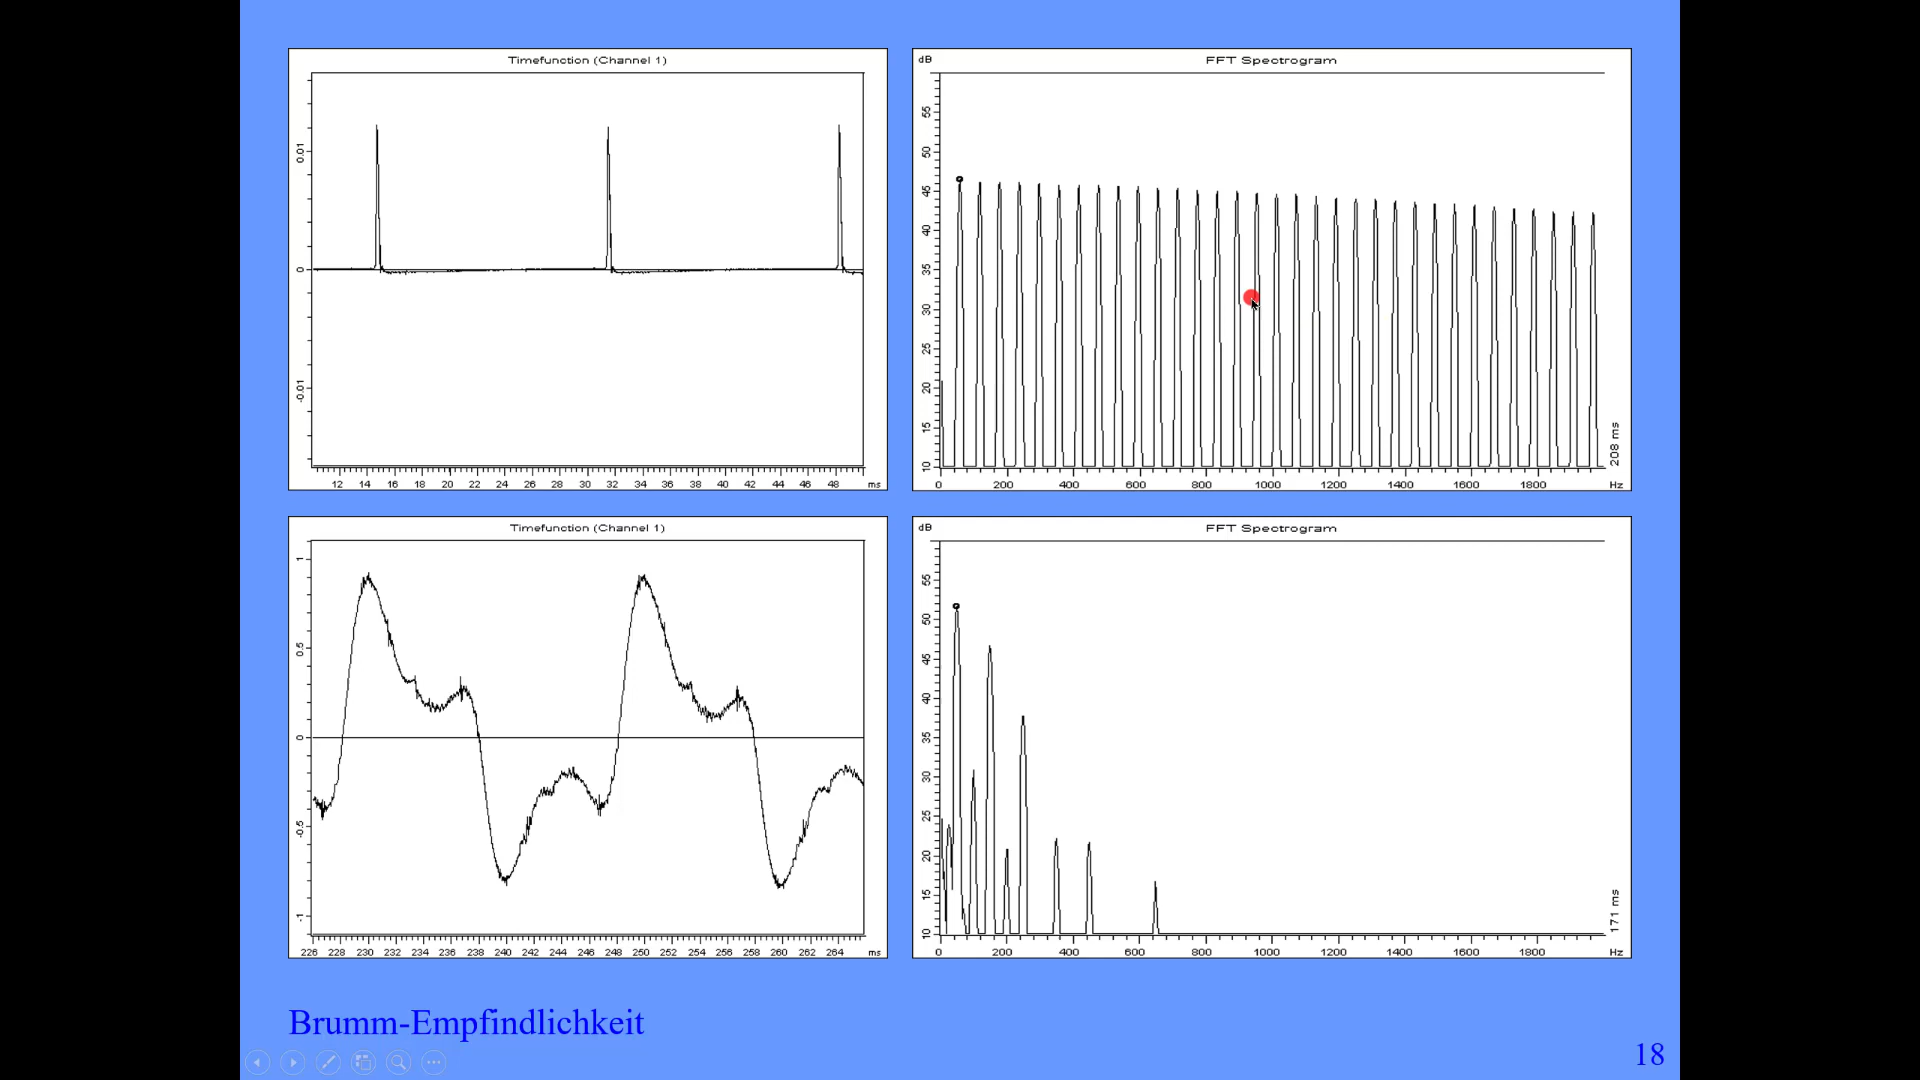 Timefunction (Channel 1)
0.01
0
-0.01
12 14 16 18 20 22 24 26 28 30 32 34 36 38 40 42 44 46 48 ms
dB
FFT Spectrogram
55
50
45
40
35
30
25
20
15
10
208 ms
0 200 400 600 800 1000 1200 1400 1600 1800 Hz
Timefunction (Channel 1)
1
0.5
0
-0.5
-1
226 228 230 232 234 236 238 240 242 244 246 248 250 252 254 256 258 260 262 264 ms
dB
FFT Spectrogram
55
50
45
40
35
30
25
20
15
10
171 ms
0 200 400 600 800 1000 1200 1400 1800 Hz
Brumm-Empfindlichkeit
18